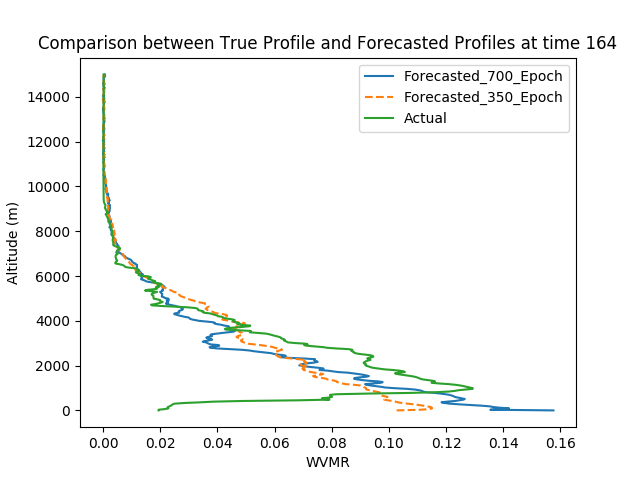 Comparison between True Profile and Forecasted Profiles at time 164
Forecasted_700_Epoch
Forecasted_350_Epoch
Actual
14000
12000
10000
8000
6000
4000
2000
0
Altitude (m)
0.00 0.02 0.04 0.06 0.08 0.10 0.12 0.14 0.16
WVMR